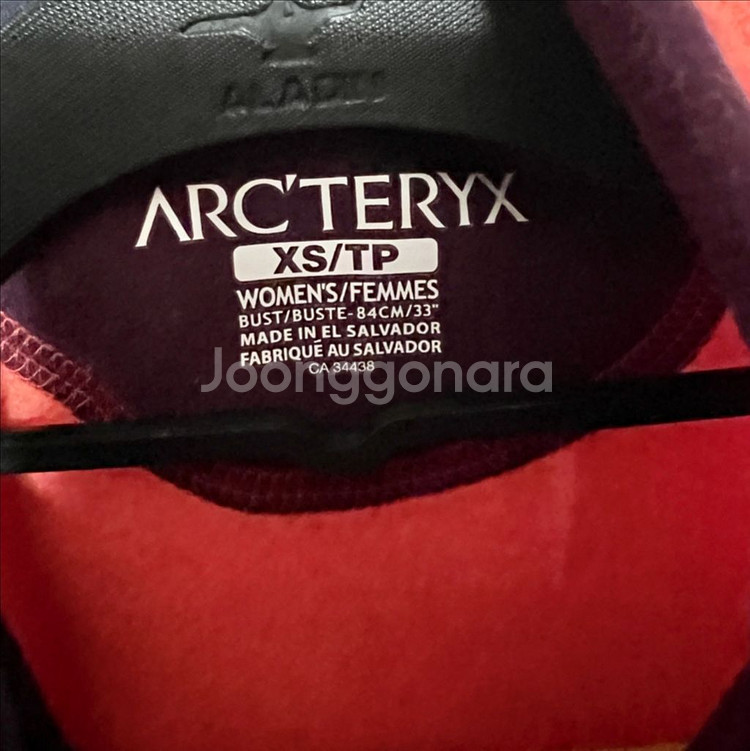 ALADIN
ARC'TERYX
XS/TP
WOMEN'S/FEMMES
BUST/BUSTE-84CM/33"
MADE IN EL SALVADOR
FABRIQUÉ AU SALVADOR
CA 34438
Joonggonara